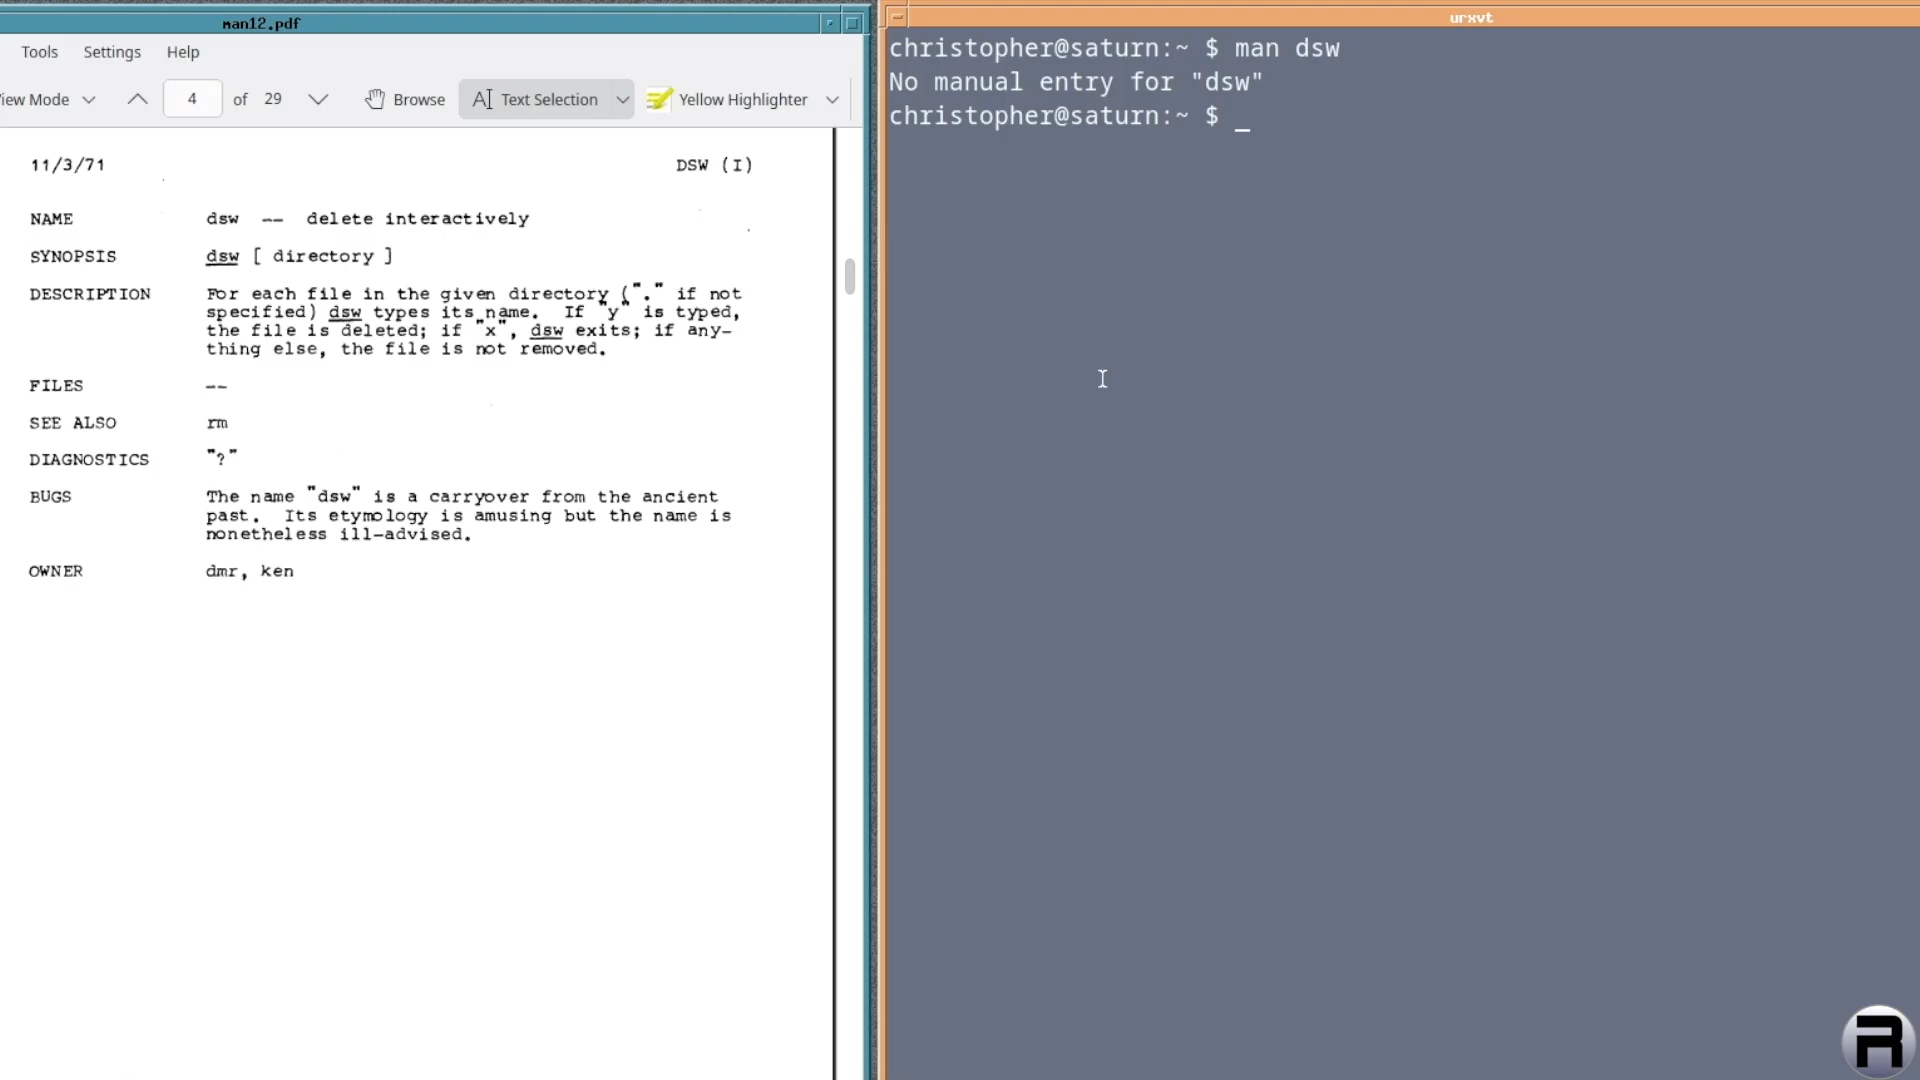 man12.pdf
Tools Settings Help
iew Mode 4 of 29 Browse Text Selection Yellow Highlighter
11/3/71 DSW (I)
NAME dsw -- delete interactively
SYNOPSIS dsw [ directory ]
DESCRIPTION For each file in the given directory ("." if not
specified) dsw types its name. If "y" is typed,
the file is deleted; if "x", dsw exits; if any-
thing else, the file is not removed.
FILES --
SEE ALSO rm
DIAGNOSTICS "?"
BUGS The name "dsw" is a carryover from the ancient
past. Its etymology is amusing but the name is
nonetheless ill-advised.
OWNER dmr, ken
urxvt
christopher@saturn:~ $ man dsw
No manual entry for "dsw"
christopher@saturn:~ $ _
R